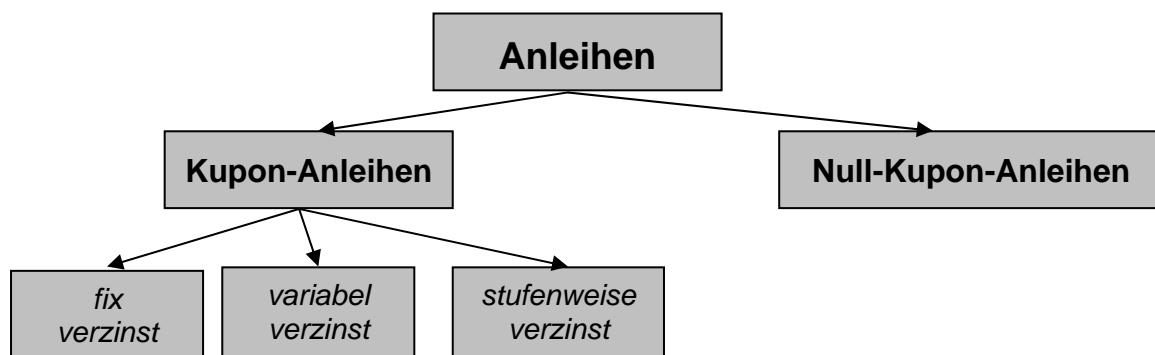 Anleihen
Kupon-Anleihen
Null-Kupon-Anleihen
fix
verzinst
variabel
verzinst
stufenweise
verzinst